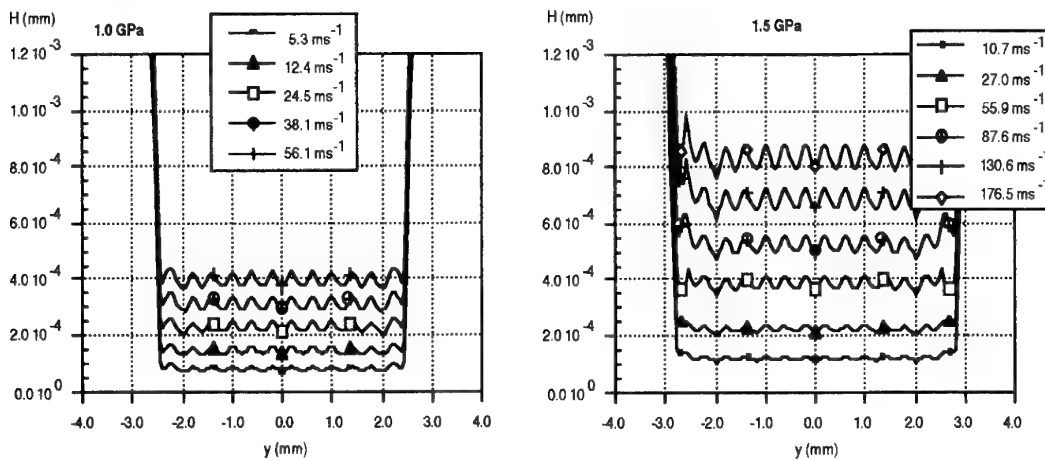 H (mm)
1.0 GPa
5.3 ms⁻¹
12.4 ms⁻¹
24.5 ms⁻¹
38.1 ms⁻¹
56.1 ms⁻¹
1.2 10⁻³
1.0 10⁻³
8.0 10⁻⁴
6.0 10⁻⁴
4.0 10⁻⁴
2.0 10⁻⁴
0.0 10⁰
-4.0 -3.0 -2.0 -1.0 0.0 1.0 2.0 3.0 4.0
y (mm)
H (mm)
1.5 GPa
10.7 ms⁻¹
27.0 ms⁻¹
55.9 ms⁻¹
87.6 ms⁻¹
130.6 ms⁻¹
176.5 ms⁻¹
1.2 10⁻³
1.0 10⁻³
8.0 10⁻⁴
6.0 10⁻⁴
4.0 10⁻⁴
2.0 10⁻⁴
0.0 10⁰
-4.0 -3.0 -2.0 -1.0 0.0 1.0 2.0 3.0 4.0
y (mm)